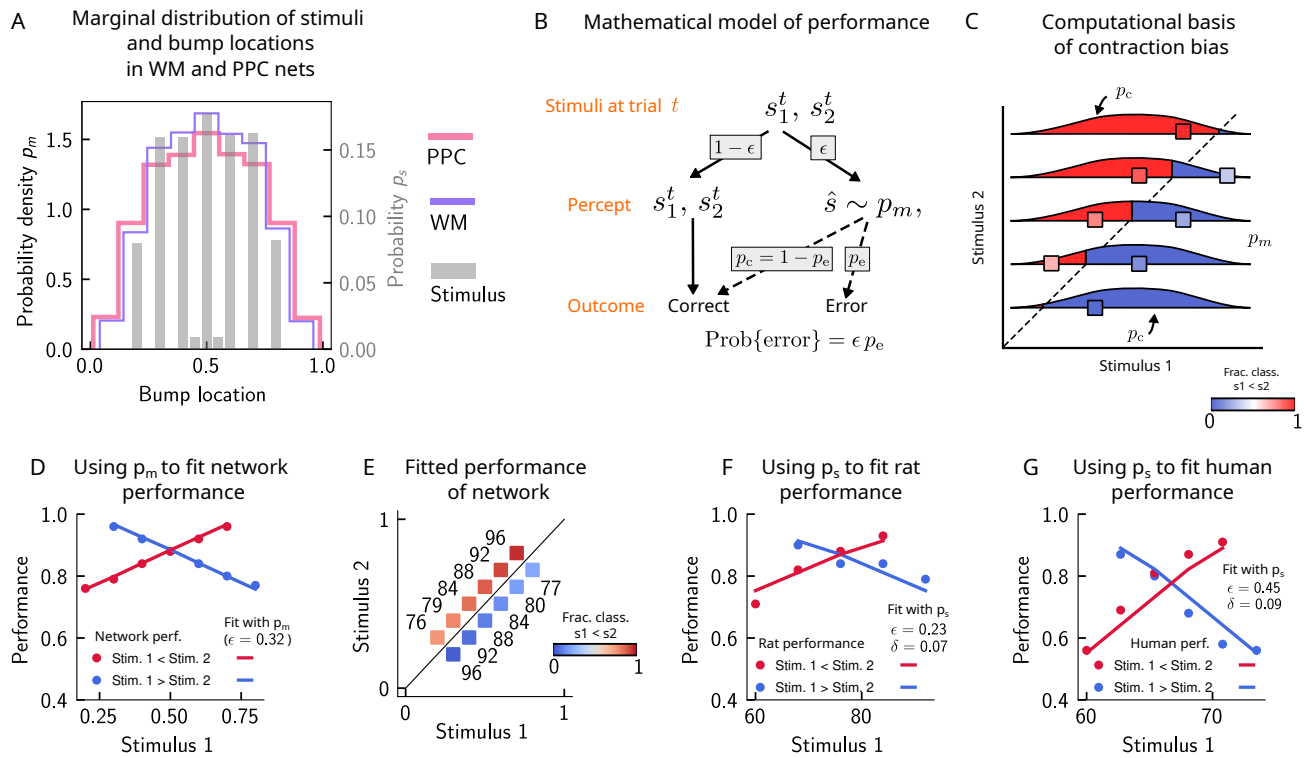 A
Marginal distribution of stimuli
and bump locations
in WM and PPC nets
Probability density p_m
1.5
1.0
0.5
0.0
0.15
0.10
0.05
0.00
Probability p_s
0.0
0.5
1.0
Bump location
PPC
WM
Stimulus
B
Mathematical model of performance
Stimuli at trial t
s_1^t, s_2^t
1 − ϵ
ϵ
Percept
s_1^t, s_2^t
ŝ ∼ p_m,
p_c = 1 − p_e
p_e
Outcome
Correct
Error
Prob{error} = ϵ p_e
C
Computational basis
of contraction bias
p_c
Stimulus 2
p_m
p_c
Stimulus 1
Frac. class.
s1 < s2
0
1
D
Using p_m to fit network
performance
Performance
1.0
0.8
0.6
0.4
Network perf.
Fit with p_m
(ϵ = 0.32)
Stim. 1 < Stim. 2
Stim. 1 > Stim. 2
0.25
0.50
0.75
Stimulus 1
E
Fitted performance
of network
Stimulus 2
1
0
96
92
88
84
79
76
77
80
84
88
92
96
Frac. class.
s1 < s2
0
1
0
1
Stimulus 1
F
Using p_s to fit rat
performance
Performance
1.0
0.8
0.6
0.4
Fit with p_s
ϵ = 0.23
δ = 0.07
Rat performance
Stim. 1 < Stim. 2
Stim. 1 > Stim. 2
60
80
Stimulus 1
G
Using p_s to fit human
performance
Performance
1.0
0.8
0.6
0.4
Fit with p_s
ϵ = 0.45
δ = 0.09
Human perf.
Stim. 1 < Stim. 2
Stim. 1 > Stim. 2
60
70
Stimulus 1